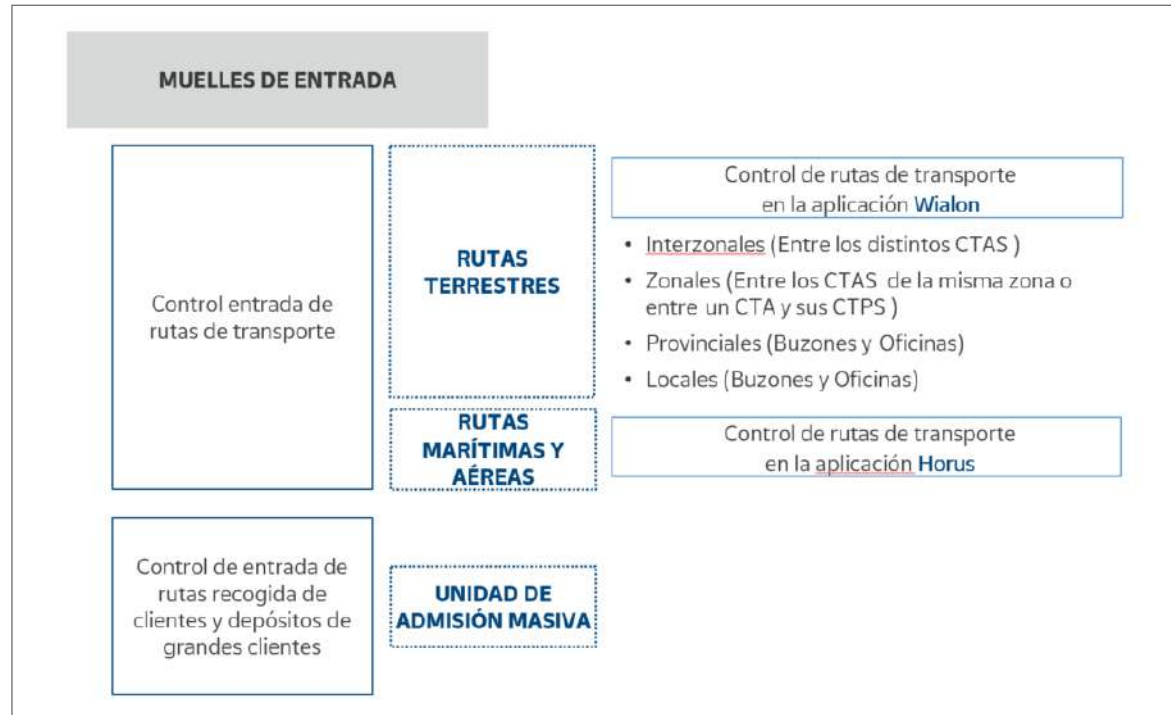 MUELLES DE ENTRADA
Control entrada de
rutas de transporte
RUTAS
TERRESTRES
Control de rutas de transporte
en la aplicación Wialon
• Interzonales (Entre los distintos CTAS )
• Zonales (Entre los CTAS de la misma zona o
entre un CTA y sus CTPS )
• Provinciales (Buzones y Oficinas)
• Locales (Buzones y Oficinas)
RUTAS
MARÍTIMAS Y
AÉREAS
Control de rutas de transporte
en la aplicación Horus
Control de entrada de
rutas recogida de
clientes y depósitos de
grandes clientes
UNIDAD DE
ADMISIÓN MASIVA